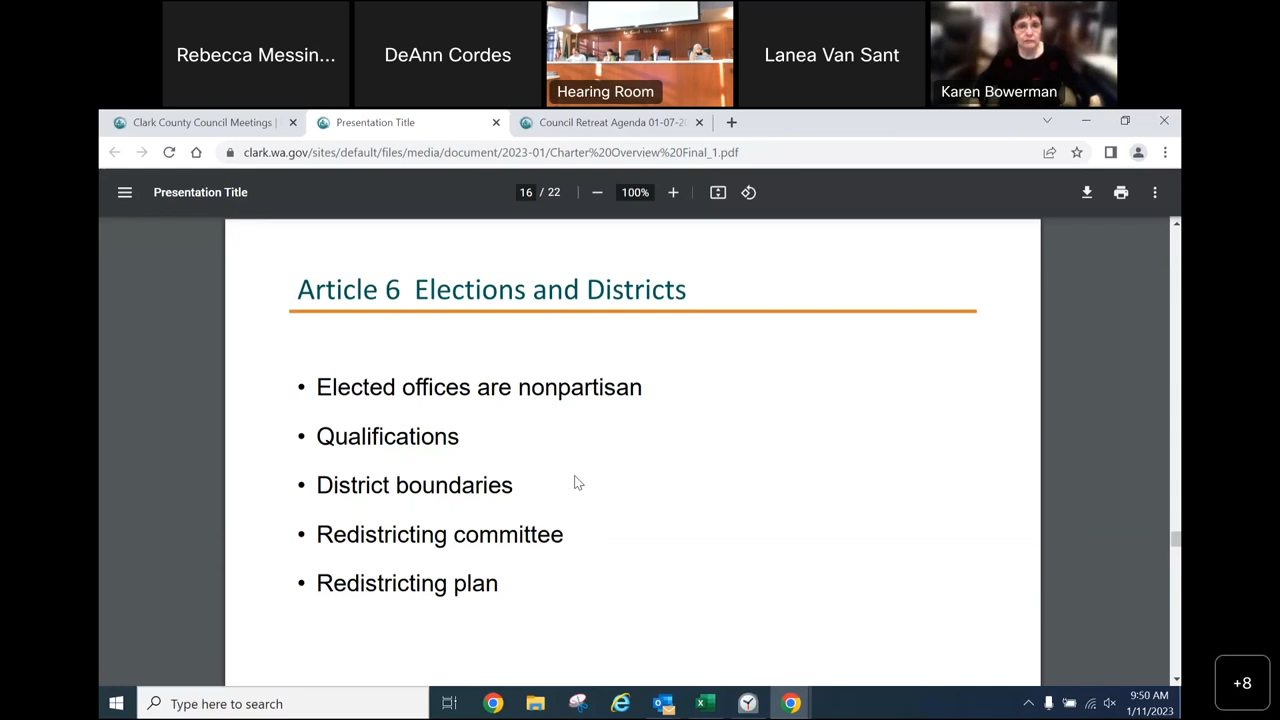 Rebecca Messin...
DeAnn Cordes
Hearing Room
Lanea Van Sant
Karen Bowerman
Clark County Council Meetings |
Presentation Title
Council Retreat Agenda 01-07-20
clark.wa.gov/sites/default/files/media/document/2023-01/Charter%20Overview%20Final_1.pdf
Presentation Title
16 / 22
100%
Article 6 Elections and Districts
• Elected offices are nonpartisan
• Qualifications
• District boundaries
• Redistricting committee
• Redistricting plan
+8
Type here to search
9:50 AM
1/11/2023